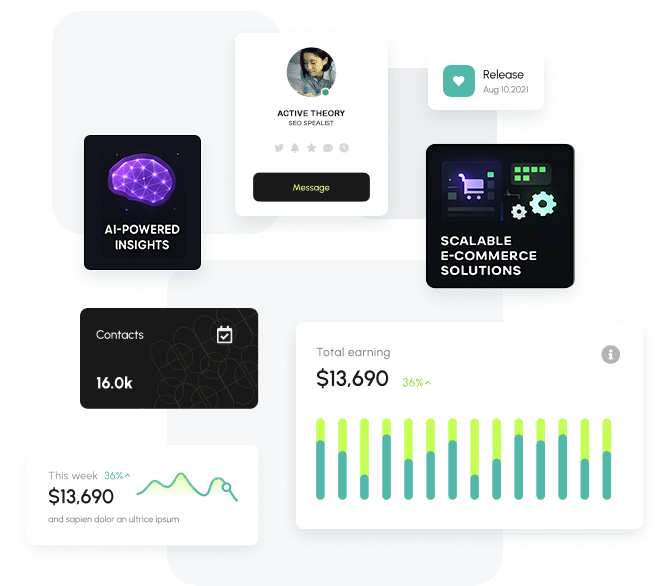 ACTIVE THEORY
SEO SPEALIST
Message
Release
Aug 10,2021
AI-POWERED
INSIGHTS
SCALABLE
E-COMMERCE
SOLUTIONS
Contacts
16.0k
Total earning
$13,690 36%
This week 36%
$13,690
and sapien dolor an ultrice ipsum